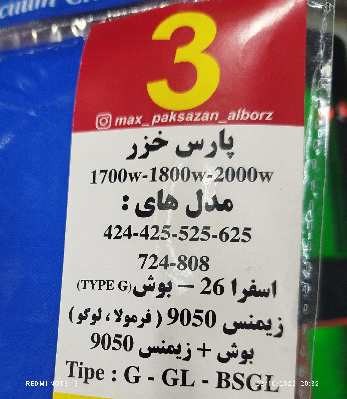 3
max_paksazan_alborz
پارس خزر
1700w-1800w-2000w
مدل های :
424-425-525-625
724-808
اسفرا 26 – بوش (TYPE G)
زیمنس 9050 ( فرمولا ، لوگو )
بوش + زیمنس 9050
Tipe : G - GL - BSGL